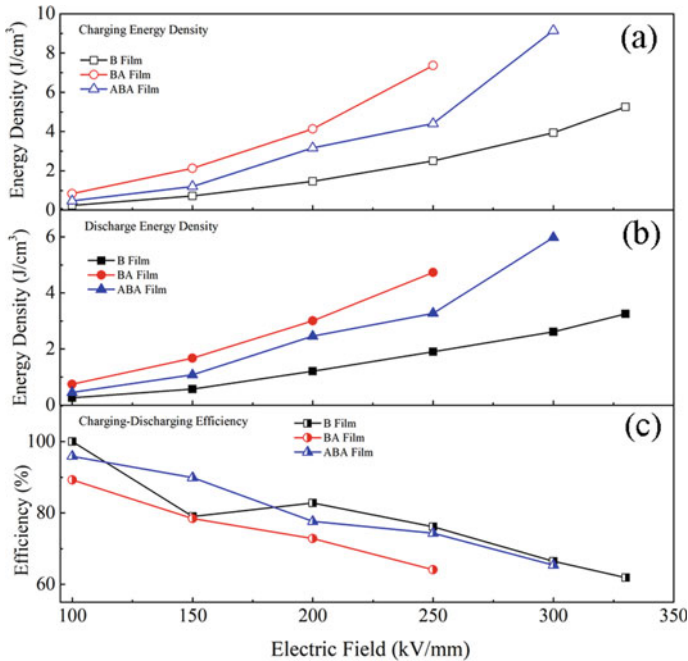 Charging Energy Density
(a)
B Film
BA Film
ABA Film
Energy Density (J/cm³)
10
8
6
4
2
0
Discharge Energy Density
(b)
B Film
BA Film
ABA Film
Energy Density (J/cm³)
6
4
2
0
Charging-Discharging Efficiency
(c)
B Film
BA Film
ABA Film
Efficiency (%)
100
80
60
100 150 200 250 300 350
Electric Field (kV/mm)